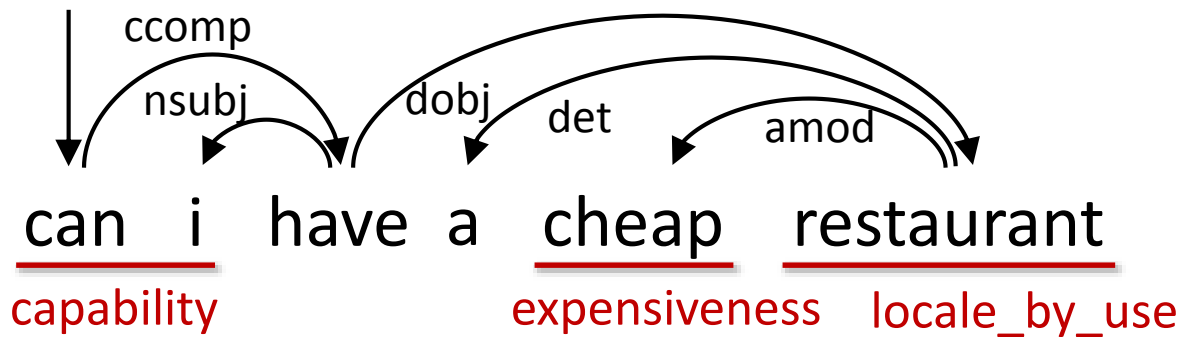 ccomp
nsubj dobj det amod
can i have a cheap restaurant
capability expensiveness locale_by_use